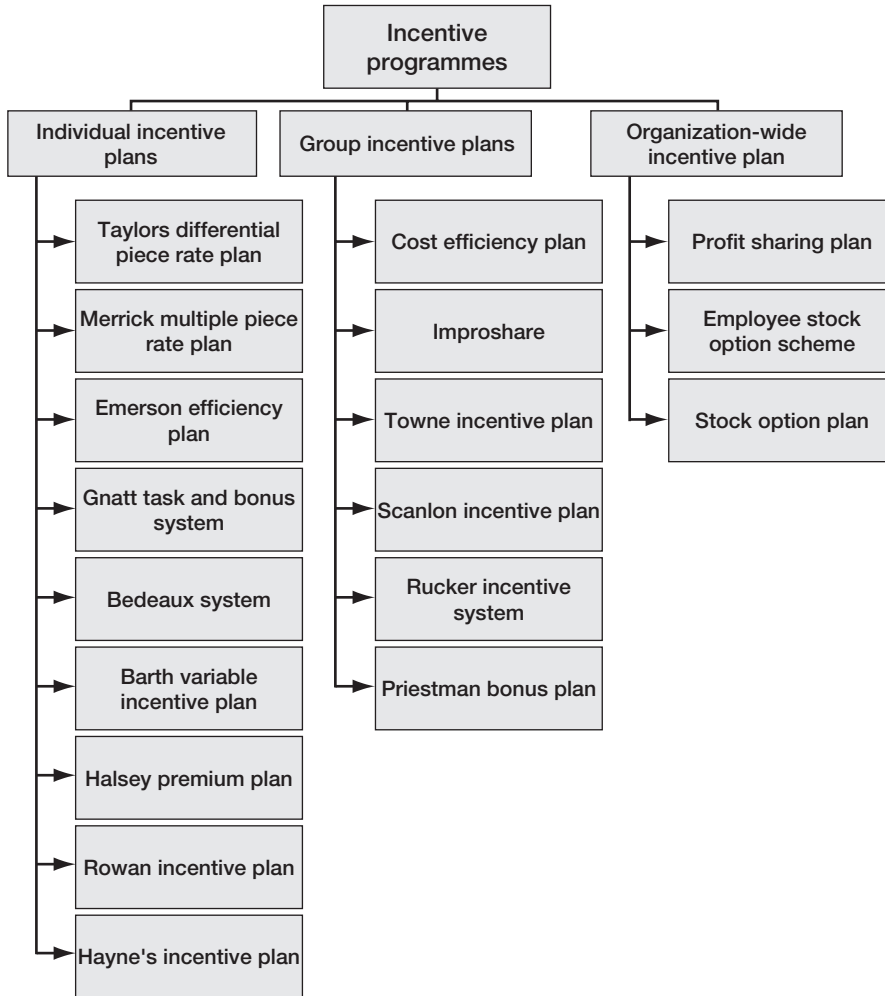 Incentive
programmes
Individual incentive
plans
Group incentive plans
Organization-wide
incentive plan
Taylors differential
piece rate plan
Merrick multiple piece
rate plan
Emerson efficiency
plan
Gnatt task and bonus
system
Bedeaux system
Barth variable
incentive plan
Halsey premium plan
Rowan incentive plan
Hayne's incentive plan
Cost efficiency plan
Improshare
Towne incentive plan
Scanlon incentive plan
Rucker incentive
system
Priestman bonus plan
Profit sharing plan
Employee stock
option scheme
Stock option plan